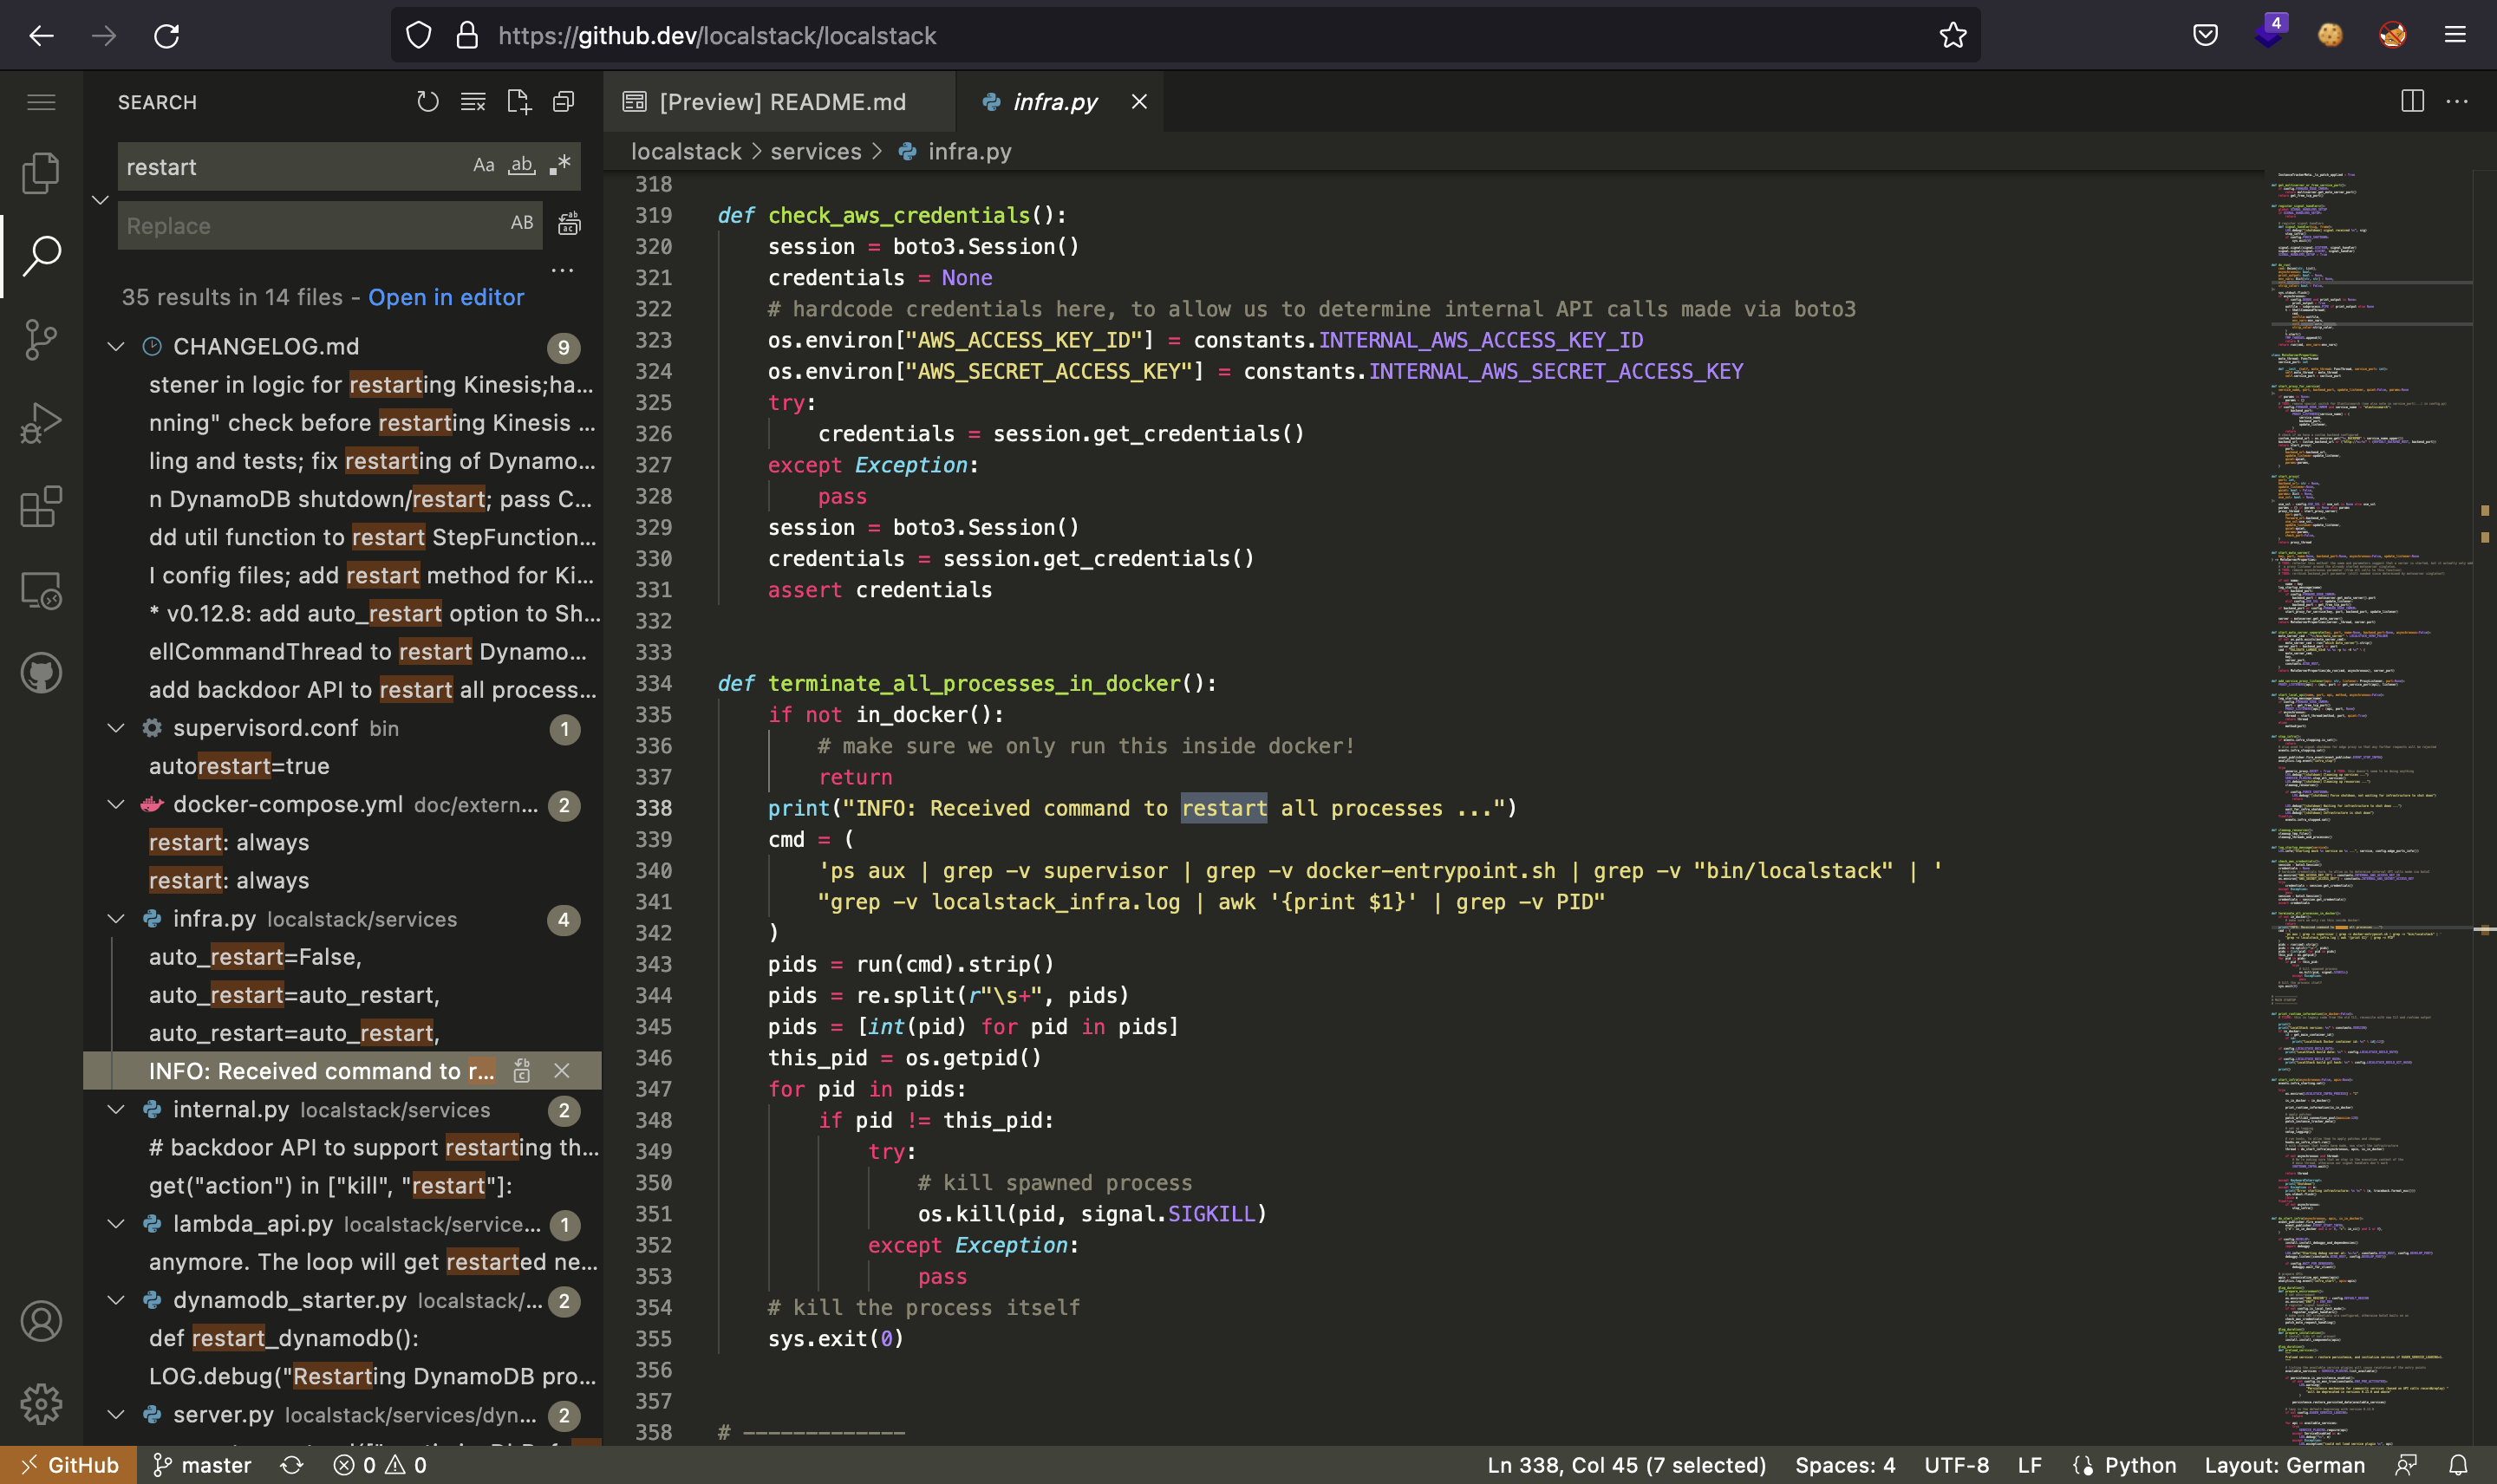 https://github.dev/localstack/localstack
4
SEARCH
restart
Aa ab .*
Replace
AB
...
35 results in 14 files - Open in editor
CHANGELOG.md 9
stener in logic for restarting Kinesis;ha...
nning" check before restarting Kinesis ...
ling and tests; fix restarting of Dynamo...
n DynamoDB shutdown/restart; pass C...
dd util function to restart StepFunction...
l config files; add restart method for Ki...
* v0.12.8: add auto_restart option to Sh...
ellCommandThread to restart Dynamo...
add backdoor API to restart all process...
supervisord.conf bin 1
autorestart=true
docker-compose.yml doc/extern... 2
restart: always
restart: always
infra.py localstack/services 4
auto_restart=False,
auto_restart=auto_restart,
auto_restart=auto_restart,
INFO: Received command to r...
internal.py localstack/services 2
# backdoor API to support restarting th...
get("action") in ["kill", "restart"]:
lambda_api.py localstack/service... 1
anymore. The loop will get restarted ne...
dynamodb_starter.py localstack/... 2
def restart_dynamodb():
LOG.debug("Restarting DynamoDB pro...
server.py localstack/services/dyn... 2
[Preview] README.md
infra.py
localstack > services > infra.py
318
319 def check_aws_credentials():
320 session = boto3.Session()
321 credentials = None
322 # hardcode credentials here, to allow us to determine internal API calls made via boto3
323 os.environ["AWS_ACCESS_KEY_ID"] = constants.INTERNAL_AWS_ACCESS_KEY_ID
324 os.environ["AWS_SECRET_ACCESS_KEY"] = constants.INTERNAL_AWS_SECRET_ACCESS_KEY
325 try:
326 credentials = session.get_credentials()
327 except Exception:
328 pass
329 session = boto3.Session()
330 credentials = session.get_credentials()
331 assert credentials
332
333
334 def terminate_all_processes_in_docker():
335 if not in_docker():
336 # make sure we only run this inside docker!
337 return
338 print("INFO: Received command to restart all processes ...")
339 cmd = (
340 'ps aux | grep -v supervisor | grep -v docker-entrypoint.sh | grep -v "bin/localstack" | '
341 "grep -v localstack_infra.log | awk '{print $1}' | grep -v PID"
342 )
343 pids = run(cmd).strip()
344 pids = re.split(r"\s+", pids)
345 pids = [int(pid) for pid in pids]
346 this_pid = os.getpid()
347 for pid in pids:
348 if pid != this_pid:
349 try:
350 # kill spawned process
351 os.kill(pid, signal.SIGKILL)
352 except Exception:
353 pass
354 # kill the process itself
355 sys.exit(0)
356
357
358 # -------------
GitHub master 0 0
Ln 338, Col 45 (7 selected) Spaces: 4 UTF-8 LF Python Layout: German